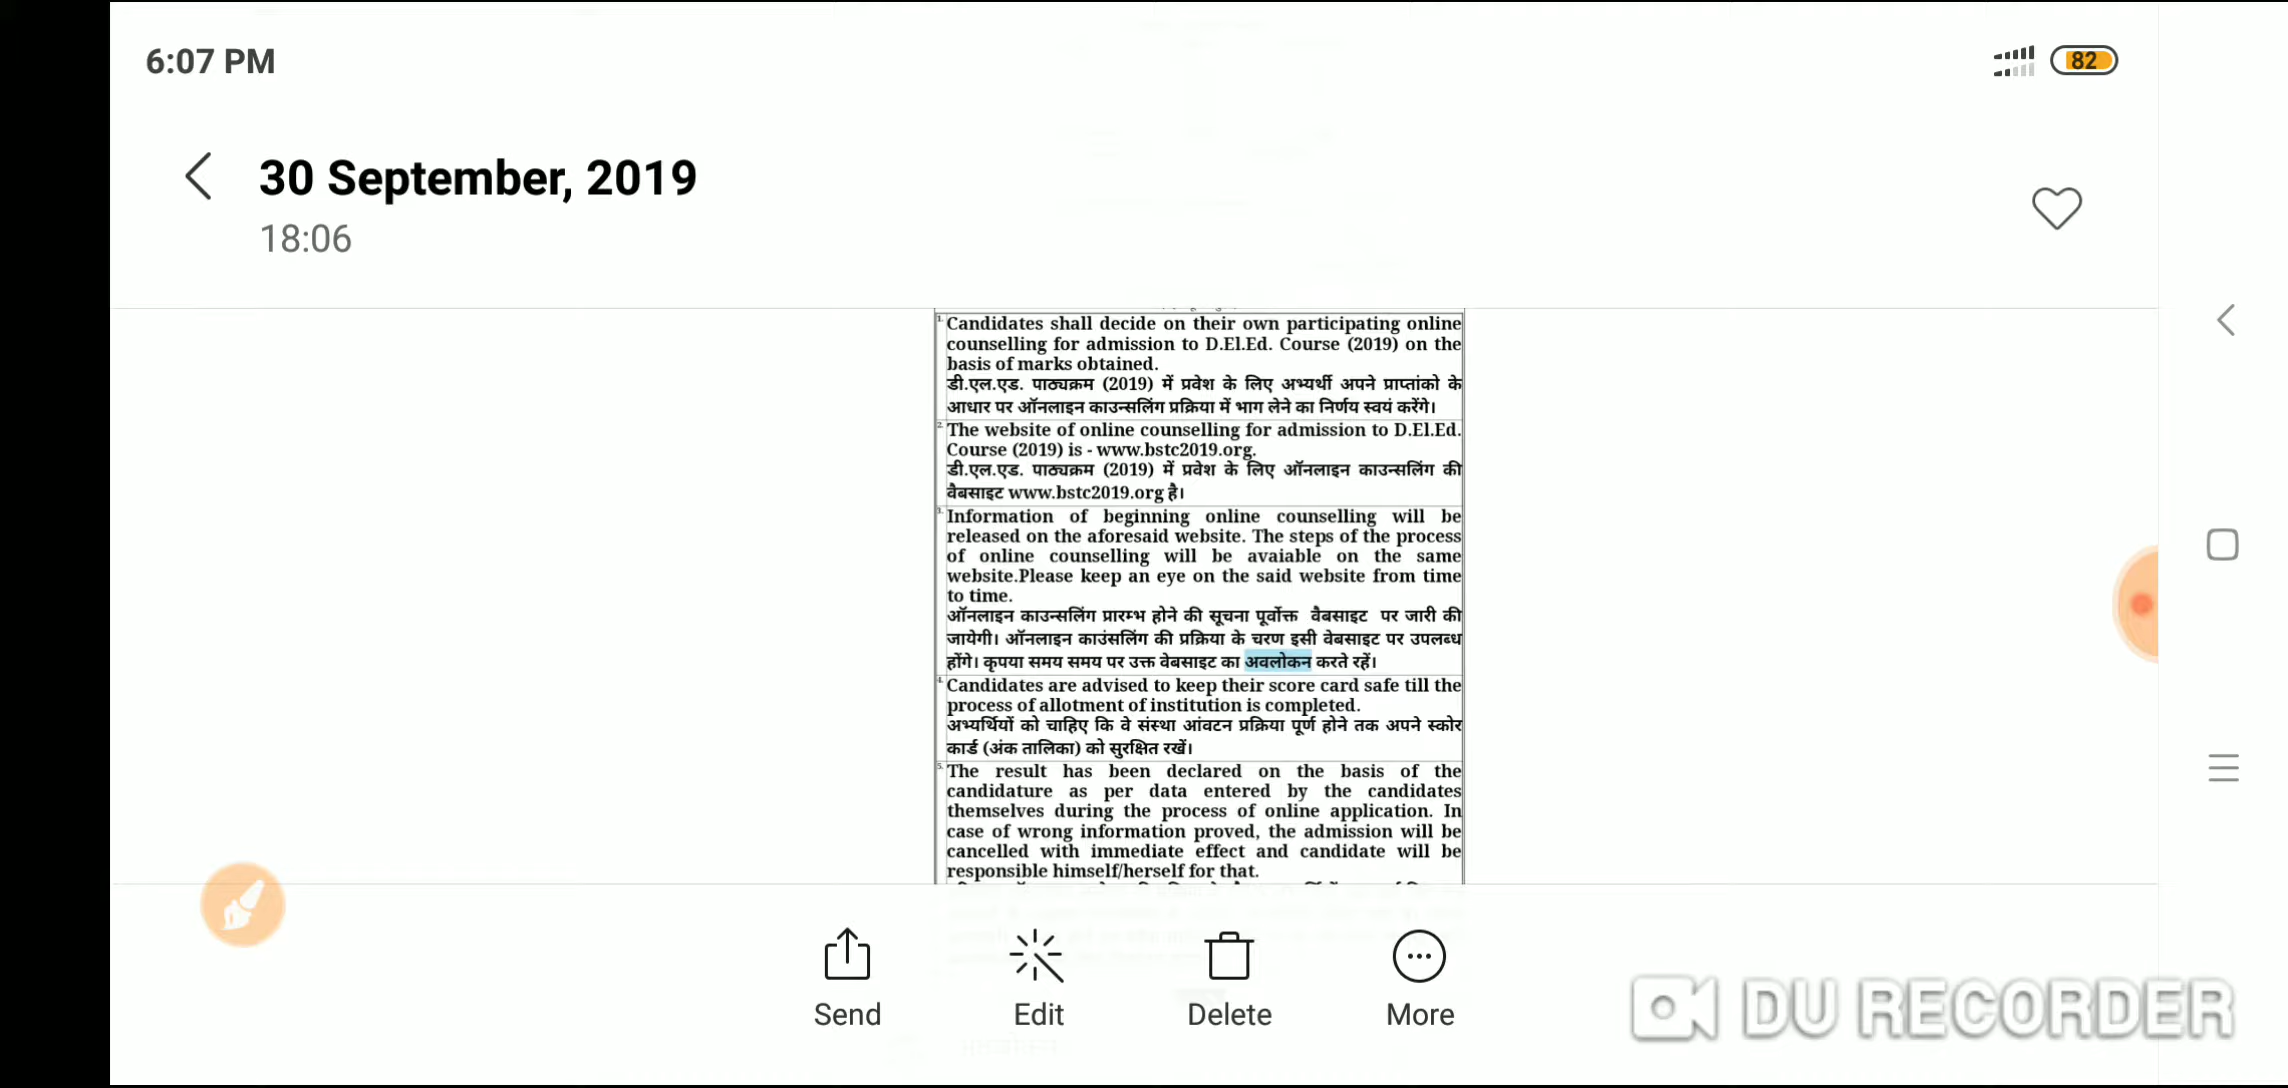 6:07 PM
82
30 September, 2019
18:06
1. Candidates shall decide on their own participating online
counselling for admission to D.El.Ed. Course (2019) on the
basis of marks obtained.
डी.एल.एड. पाठ्यक्रम (2019) में प्रवेश के लिए अभ्यर्थी अपने प्राप्तांको के
आधार पर ऑनलाइन काउन्सलिंग प्रक्रिया में भाग लेने का निर्णय स्वयं करेंगे।
2. The website of online counselling for admission to D.El.Ed.
Course (2019) is - www.bstc2019.org.
डी.एल.एड. पाठ्यक्रम (2019) में प्रवेश के लिए ऑनलाइन काउन्सलिंग की
वैबसाइट www.bstc2019.org है।
3. Information of beginning online counselling will be
released on the aforesaid website. The steps of the process
of online counselling will be avaiable on the same
website.Please keep an eye on the said website from time
to time.
ऑनलाइन काउन्सलिंग प्रारम्भ होने की सूचना पूर्वोक्त वैबसाइट पर जारी की
जायेगी। ऑनलाइन काउंसलिंग की प्रक्रिया के चरण इसी वेबसाइट पर उपलब्ध
होंगे। कृपया समय समय पर उक्त वेबसाइट का अवलोकन करते रहें।
4. Candidates are advised to keep their score card safe till the
process of allotment of institution is completed.
अभ्यर्थियों को चाहिए कि वे संस्था आंवटन प्रक्रिया पूर्ण होने तक अपने स्कोर
कार्ड (अंक तालिका) को सुरक्षित रखें।
5. The result has been declared on the basis of the
candidature as per data entered by the candidates
themselves during the process of online application. In
case of wrong information proved, the admission will be
cancelled with immediate effect and candidate will be
responsible himself/herself for that.
Send
Edit
Delete
More
DU RECORDER